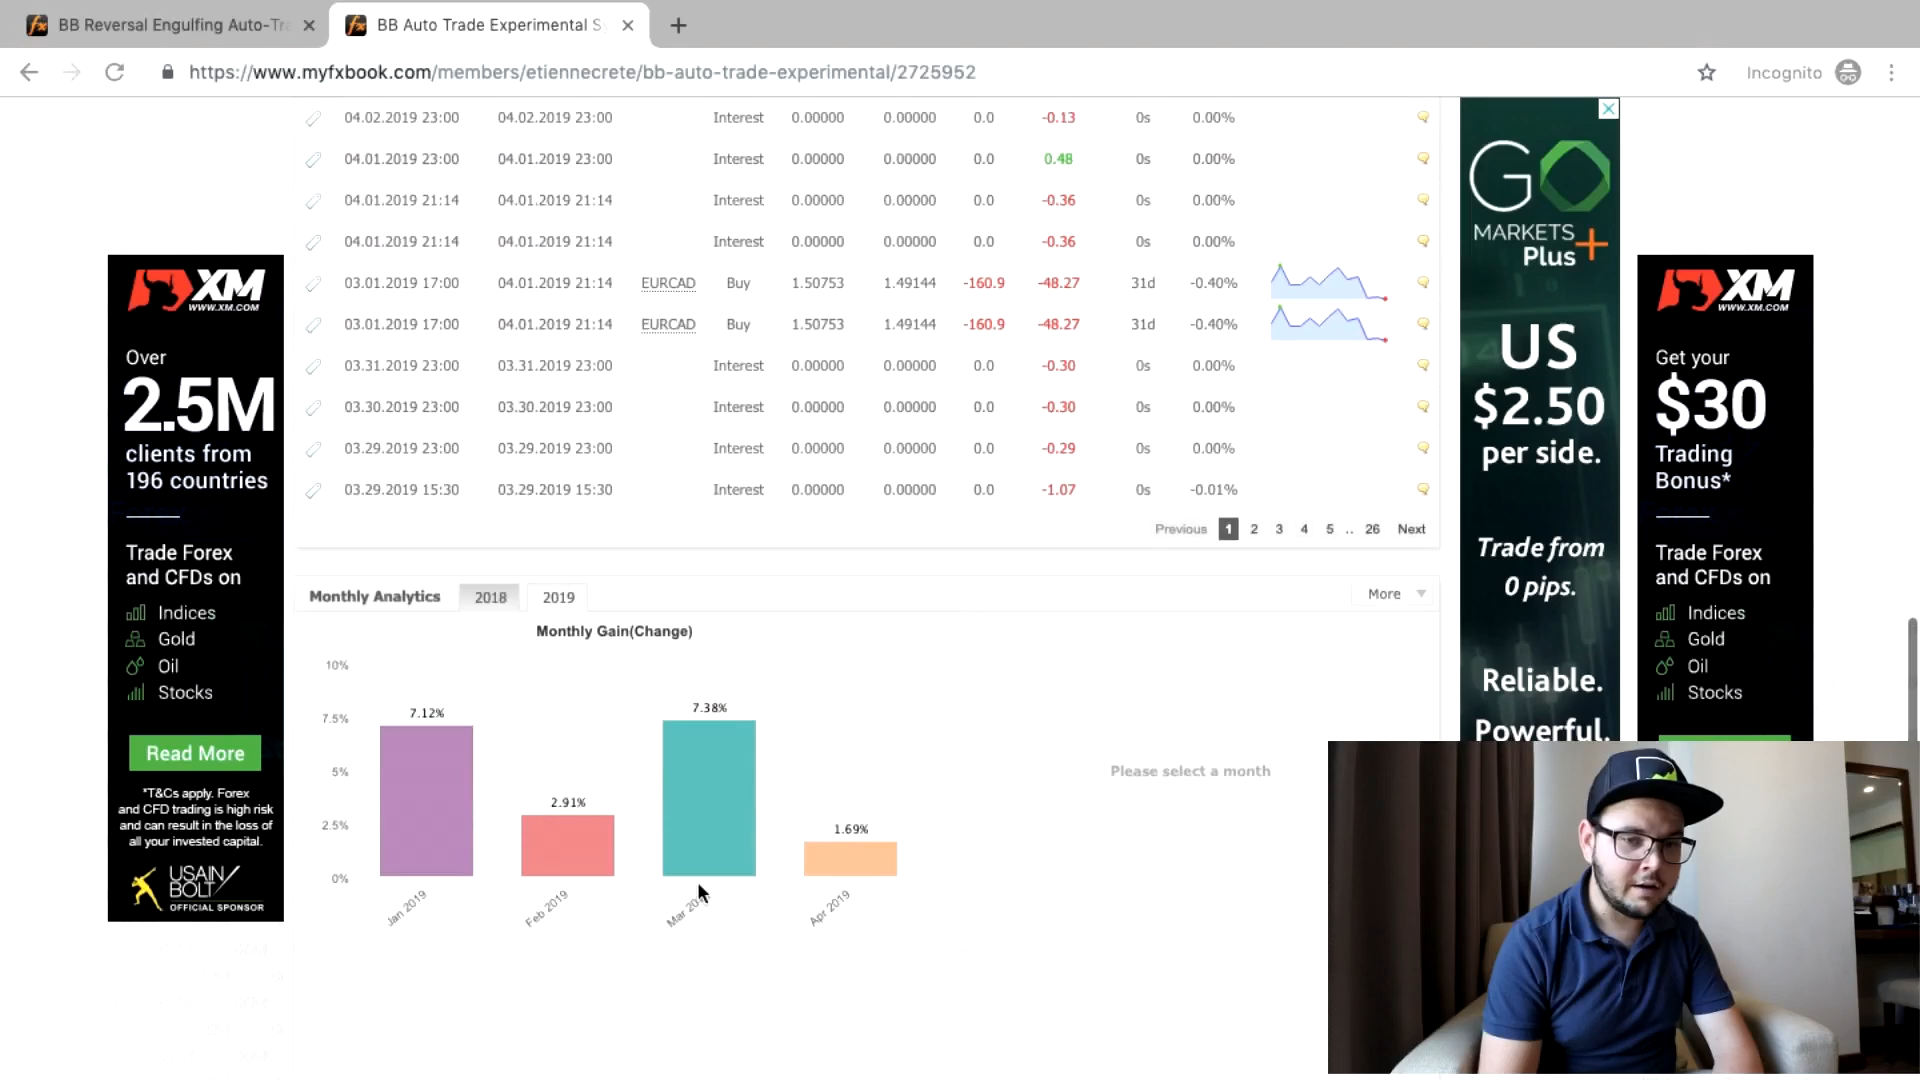 BB Reversal Engulfing Auto-Tra
BB Auto Trade Experimental Sy
https://www.myfxbook.com/members/etiennecrete/bb-auto-trade-experimental/2725952
Incognito
04.02.2019 23:00 04.02.2019 23:00 Interest 0.00000 0.00000 0.0 -0.13 0s 0.00%
04.01.2019 23:00 04.01.2019 23:00 Interest 0.00000 0.00000 0.0 0.48 0s 0.00%
04.01.2019 21:14 04.01.2019 21:14 Interest 0.00000 0.00000 0.0 -0.36 0s 0.00%
04.01.2019 21:14 04.01.2019 21:14 Interest 0.00000 0.00000 0.0 -0.36 0s 0.00%
03.01.2019 17:00 04.01.2019 21:14 EURCAD Buy 1.50753 1.49144 -160.9 -48.27 31d -0.40%
03.01.2019 17:00 04.01.2019 21:14 EURCAD Buy 1.50753 1.49144 -160.9 -48.27 31d -0.40%
03.31.2019 23:00 03.31.2019 23:00 Interest 0.00000 0.00000 0.0 -0.30 0s 0.00%
03.30.2019 23:00 03.30.2019 23:00 Interest 0.00000 0.00000 0.0 -0.30 0s 0.00%
03.29.2019 23:00 03.29.2019 23:00 Interest 0.00000 0.00000 0.0 -0.29 0s 0.00%
03.29.2019 15:30 03.29.2019 15:30 Interest 0.00000 0.00000 0.0 -1.07 0s -0.01%
Previous 1 2 3 4 5 .. 26 Next
Monthly Analytics 2018 2019 More
Monthly Gain(Change)
10%
7.5%
5%
2.5%
0%
7.12%
2.91%
7.38%
1.69%
Jan 2019
Feb 2019
Mar 20
Apr 2019
Please select a month
XM
WWW.XM.COM
Over
2.5M
clients from
196 countries
Trade Forex
and CFDs on
Indices
Gold
Oil
Stocks
Read More
*T&Cs apply. Forex
and CFD trading is high risk
and can result in the loss of
all your invested capital.
USAIN
BOLT
OFFICIAL SPONSOR
GO
MARKETS
Plus+
US
$2.50
per side.
Trade from
0 pips.
Reliable.
Powerful.
XM
WWW.XM.COM
Get your
$30
Trading
Bonus*
Trade Forex
and CFDs on
Indices
Gold
Oil
Stocks